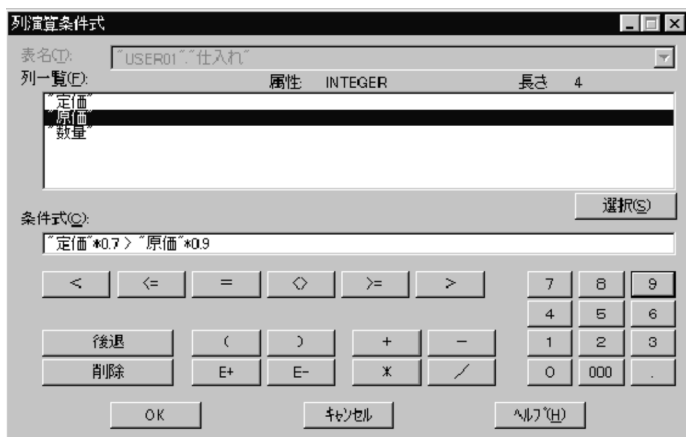 列演算条件式
表名(T): "USER01"."仕入れ"
列一覧(F): 属性: INTEGER 長さ 4
"定価"
"原価"
"数量"
選択(S)
条件式(C):
"定価"*0.7 > "原価"*0.9
< <= = <> >= > 7 8 9
4 5 6
後退 ( ) + - 1 2 3
削除 E+ E- * / 0 000 .
OK ｷｬﾝｾﾙ ﾍﾙﾌﾟ(H)